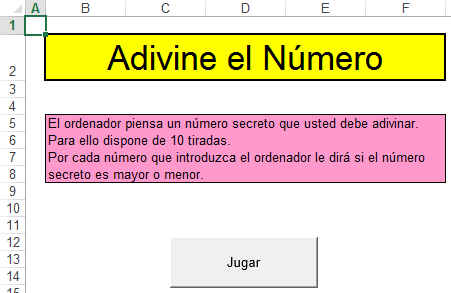 A B C D E F
1
2 Adivine el Número
3
4
5 El ordenador piensa un número secreto que usted debe adivinar.
6 Para ello dispone de 10 tiradas.
7 Por cada número que introduzca el ordenador le dirá si el número
8 secreto es mayor o menor.
9
10
11
12
13 Jugar
14
15